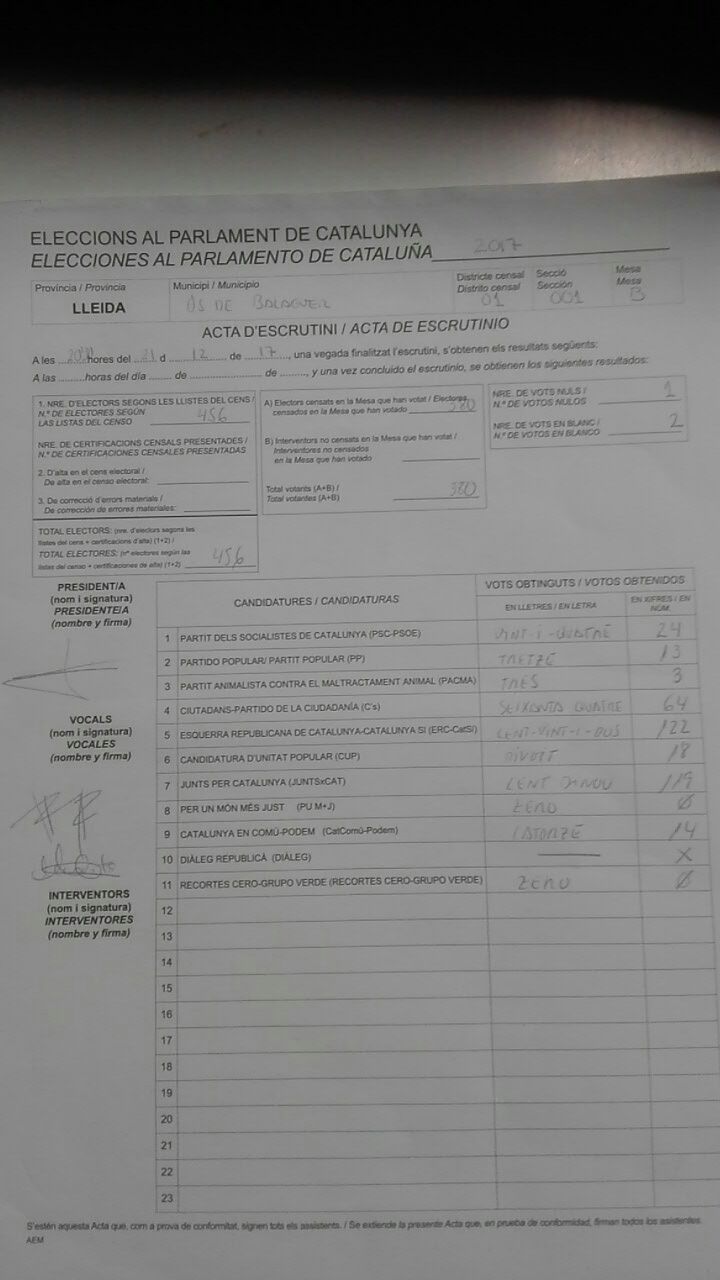 ELECCIONS AL PARLAMENT DE CATALUNYA
ELECCIONES AL PARLAMENTO DE CATALUÑA 2017
Província / Provincia
LLEIDA
Municipi / Municipio
OS DE BALAGUER
Districte censal
Distrito censal
01
Secció
Sección
001
Mesa
Mesa
B
ACTA D'ESCRUTINI / ACTA DE ESCRUTINIO
A les hores del 21 d 12 de 17, una vegada finalitzat l'escrutini, s'obtenen els resultats següents:
A las ........horas del día ....... de ........................ de ........, y una vez concluido el escrutinio, se obtienen los siguientes resultados:
1. NRE. D'ELECTORS SEGONS LES LLISTES DEL CENS /
N.º DE ELECTORES SEGÚN
LAS LISTAS DEL CENSO 456
NRE. DE CERTIFICACIONS CENSALS PRESENTADES /
N.º DE CERTIFICACIONES CENSALES PRESENTADAS
2. D'alta en el cens electoral /
De alta en el censo electoral:
3. De correcció d'errors materials /
De corrección de errores materiales:
TOTAL ELECTORS: (nre. d'electors segons les
llistes del cens + certificacions d'alta) (1+2) /
TOTAL ELECTORES: (nº electores según las
listas del censo + certificaciones de alta) (1+2) 456
A) Electors censats en la Mesa que han votat / Electores
censados en la Mesa que han votado 380
B) Interventors no censats en la Mesa que han votat /
Interventores no censados
en la Mesa que han votado
Total votants (A+B) /
Total votantes (A+B) 380
NRE. DE VOTS NULS /
N.º DE VOTOS NULOS 1
NRE. DE VOTS EN BLANC /
N.º DE VOTOS EN BLANCO 2
PRESIDENT/A
(nom i signatura)
PRESIDENTE/A
(nombre y firma)
VOCALS
(nom i signatura)
VOCALES
(nombre y firma)
INTERVENTORS
(nom i signatura)
INTERVENTORES
(nombre y firma)
CANDIDATURES / CANDIDATURAS
VOTS OBTINGUTS / VOTOS OBTENIDOS
EN LLETRES / EN LETRA
EN XIFRES / EN NÚM.
1 PARTIT DELS SOCIALISTES DE CATALUNYA (PSC-PSOE) VINT-I-QUATRE 24
2 PARTIDO POPULAR/ PARTIT POPULAR (PP) TRETZE 13
3 PARTIT ANIMALISTA CONTRA EL MALTRACTAMENT ANIMAL (PACMA) TRES 3
4 CIUTADANS-PARTIDO DE LA CIUDADANÍA (C's) SEIXANTA QUATRE 64
5 ESQUERRA REPUBLICANA DE CATALUNYA-CATALUNYA SÍ (ERC-CatSí) CENT-VINT-I-DOS 122
6 CANDIDATURA D'UNITAT POPULAR (CUP) DIVUIT 18
7 JUNTS PER CATALUNYA (JUNTSxCAT) CENT DINOU 119
8 PER UN MÓN MÉS JUST (PU M+J) ZERO Ø
9 CATALUNYA EN COMÚ-PODEM (CatComú-Podem) CATORZE 14
10 DIÀLEG REPUBLICÀ (DIÀLEG) — X
11 RECORTES CERO-GRUPO VERDE (RECORTES CERO-GRUPO VERDE) ZERO Ø
12
13
14
15
16
17
18
19
20
21
22
23
S'estén aquesta Acta que, com a prova de conformitat, signen tots els assistents. / Se extiende la presente Acta que, en prueba de conformidad, firman todos los asistentes.
AEM